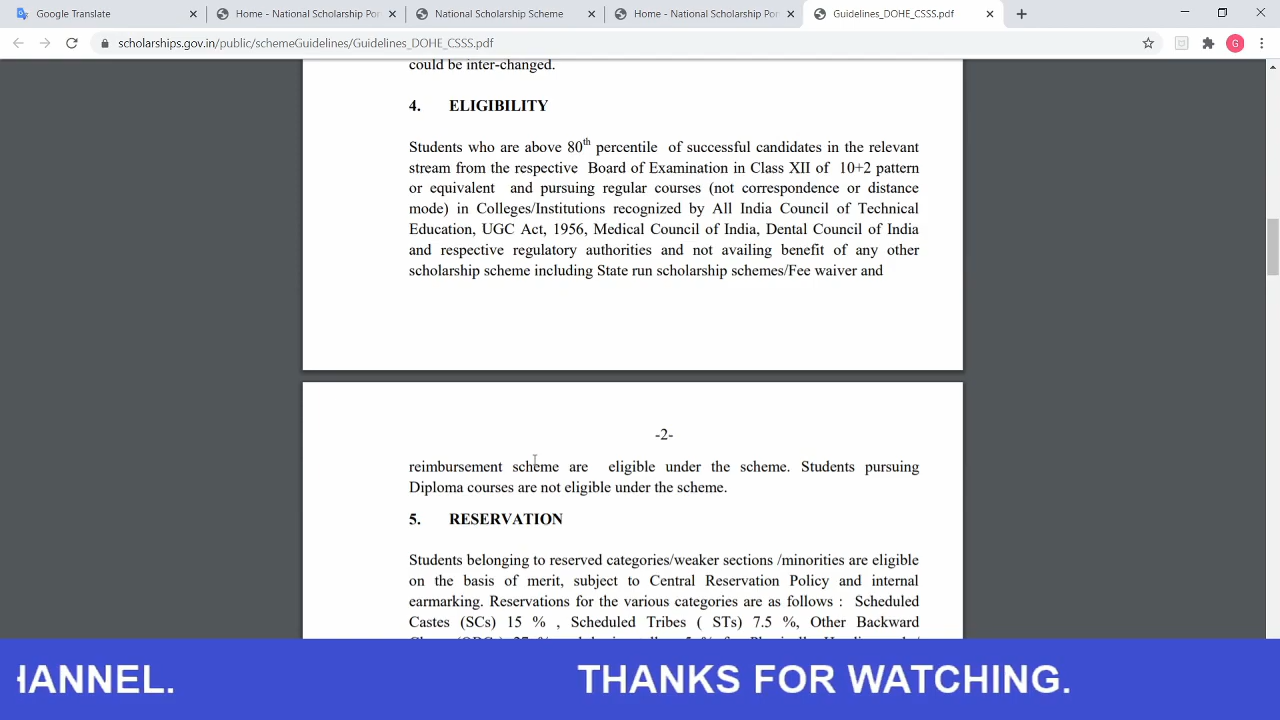 Google Translate
Home - National Scholarship Por
National Scholarship Scheme
Home - National Scholarship Por
Guidelines_DOHE_CSSS.pdf
scholarships.gov.in/public/schemeGuidelines/Guidelines_DOHE_CSSS.pdf
G
could be inter-changed.
4. ELIGIBILITY
Students who are above 80th percentile of successful candidates in the relevant
stream from the respective Board of Examination in Class XII of 10+2 pattern
or equivalent and pursuing regular courses (not correspondence or distance
mode) in Colleges/Institutions recognized by All India Council of Technical
Education, UGC Act, 1956, Medical Council of India, Dental Council of India
and respective regulatory authorities and not availing benefit of any other
scholarship scheme including State run scholarship schemes/Fee waiver and
-2-
reimbursement scheme are eligible under the scheme. Students pursuing
Diploma courses are not eligible under the scheme.
5. RESERVATION
Students belonging to reserved categories/weaker sections /minorities are eligible
on the basis of merit, subject to Central Reservation Policy and internal
earmarking. Reservations for the various categories are as follows : Scheduled
Castes (SCs) 15 % , Scheduled Tribes ( STs) 7.5 %, Other Backward
HANNEL. THANKS FOR WATCHING.